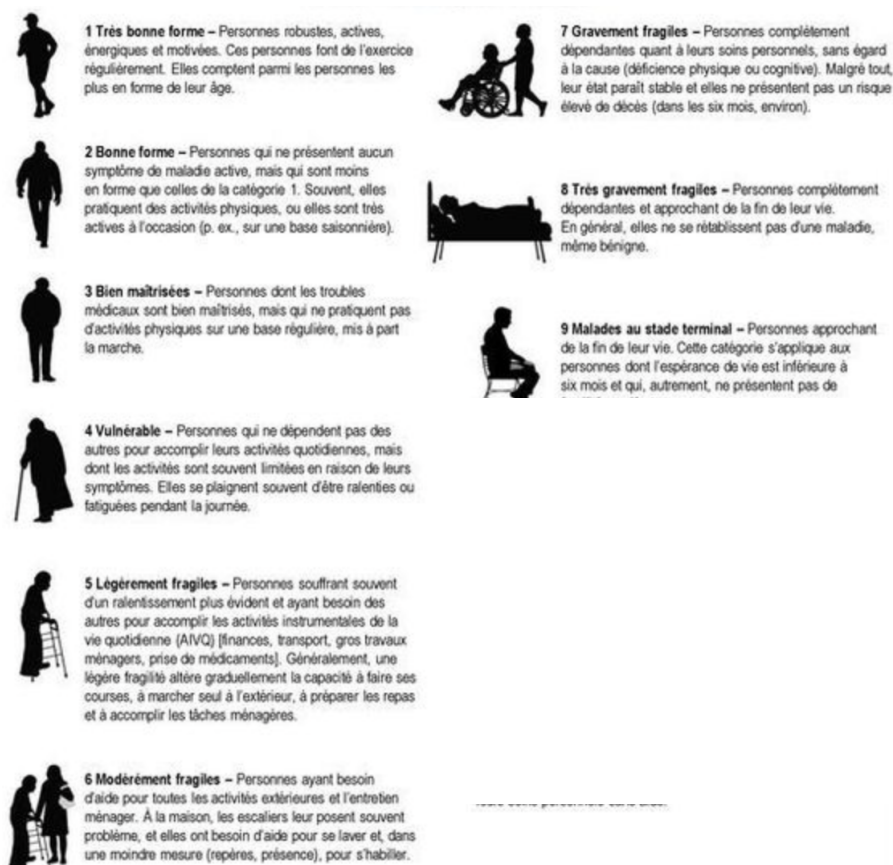 1 Très bonne forme – Personnes robustes, actives,
énergiques et motivées. Ces personnes font de l'exercice
régulièrement. Elles comptent parmi les personnes les
plus en forme de leur âge.
2 Bonne forme – Personnes qui ne présentent aucun
symptôme de maladie active, mais qui sont moins
en forme que celles de la catégorie 1. Souvent, elles
pratiquent des activités physiques, ou elles sont très
actives à l'occasion (p. ex., sur une base saisonnière).
3 Bien maîtrisées – Personnes dont les troubles
médicaux sont bien maîtrisés, mais qui ne pratiquent pas
d'activités physiques sur une base régulière, mis à part
la marche.
4 Vulnérable – Personnes qui ne dépendent pas des
autres pour accomplir leurs activités quotidiennes, mais
dont les activités sont souvent limitées en raison de leurs
symptômes. Elles se plaignent souvent d'être ralenties ou
fatiguées pendant la journée.
5 Légèrement fragiles – Personnes souffrant souvent
d'un ralentissement plus évident et ayant besoin des
autres pour accomplir les activités instrumentales de la
vie quotidienne (AIVQ) [finances, transport, gros travaux
ménagers, prise de médicaments]. Généralement, une
légère fragilité altère graduellement la capacité à faire ses
courses, à marcher seul à l'extérieur, à préparer les repas
et à accomplir les tâches ménagères.
6 Modérément fragiles – Personnes ayant besoin
d'aide pour toutes les activités extérieures et l'entretien
ménager. À la maison, les escaliers leur posent souvent
problème, et elles ont besoin d'aide pour se laver et, dans
une moindre mesure (repères, présence), pour s'habiller.
7 Gravement fragiles – Personnes complètement
dépendantes quant à leurs soins personnels, sans égard
à la cause (déficience physique ou cognitive). Malgré tout,
leur état paraît stable et elles ne présentent pas un risque
élevé de décès (dans les six mois, environ).
8 Très gravement fragiles – Personnes complètement
dépendantes et approchant de la fin de leur vie.
En général, elles ne se rétablissent pas d'une maladie,
même bénigne.
9 Malades au stade terminal – Personnes approchant
de la fin de leur vie. Cette catégorie s'applique aux
personnes dont l'espérance de vie est inférieure à
six mois et qui, autrement, ne présentent pas de